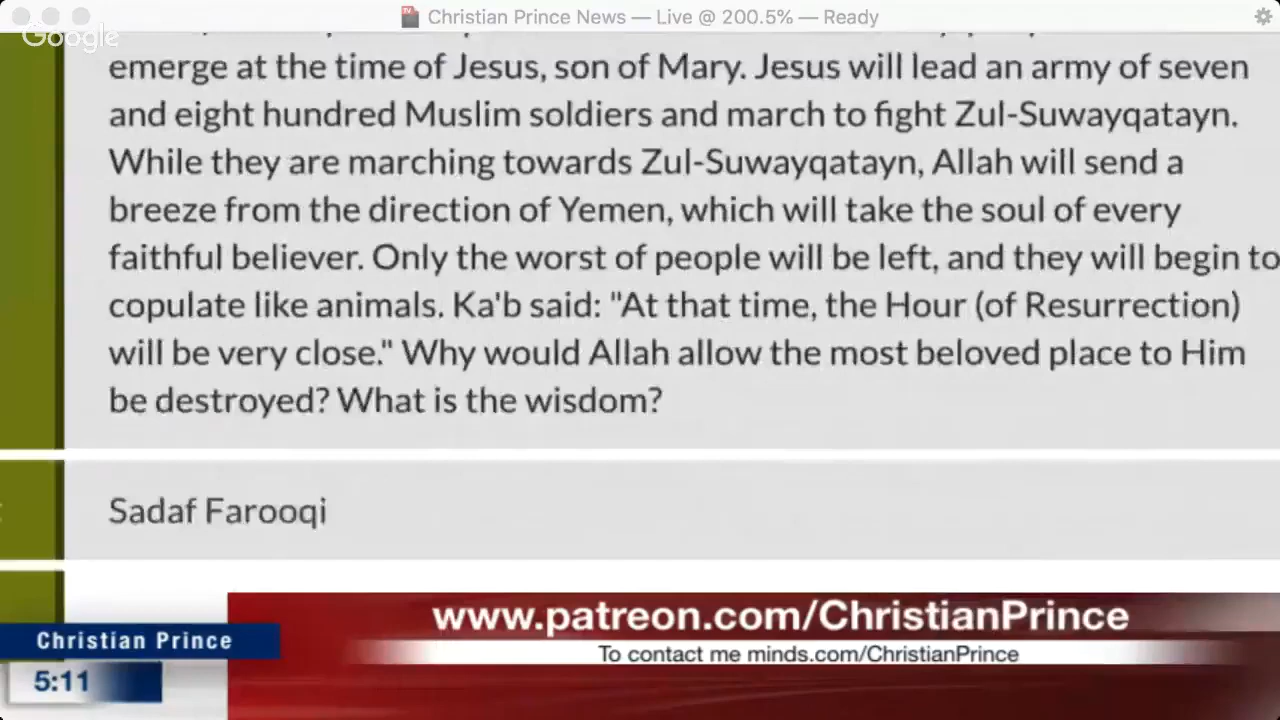 Christian Prince News — Live @ 200.5% — Ready
Google
emerge at the time of Jesus, son of Mary. Jesus will lead an army of seven
and eight hundred Muslim soldiers and march to fight Zul-Suwayqatayn.
While they are marching towards Zul-Suwayqatayn, Allah will send a
breeze from the direction of Yemen, which will take the soul of every
faithful believer. Only the worst of people will be left, and they will begin to
copulate like animals. Ka'b said: "At that time, the Hour (of Resurrection)
will be very close." Why would Allah allow the most beloved place to Him
be destroyed? What is the wisdom?
Sadaf Farooqi
www.patreon.com/ChristianPrince
Christian Prince
To contact me minds.com/ChristianPrince
5:11